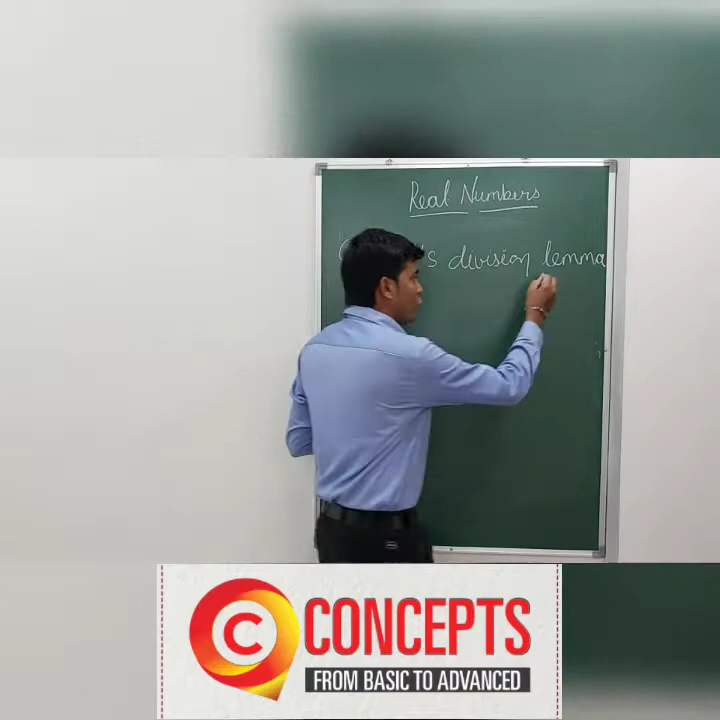 Real Numbers
's division lemma
C CONCEPTS
FROM BASIC TO ADVANCED